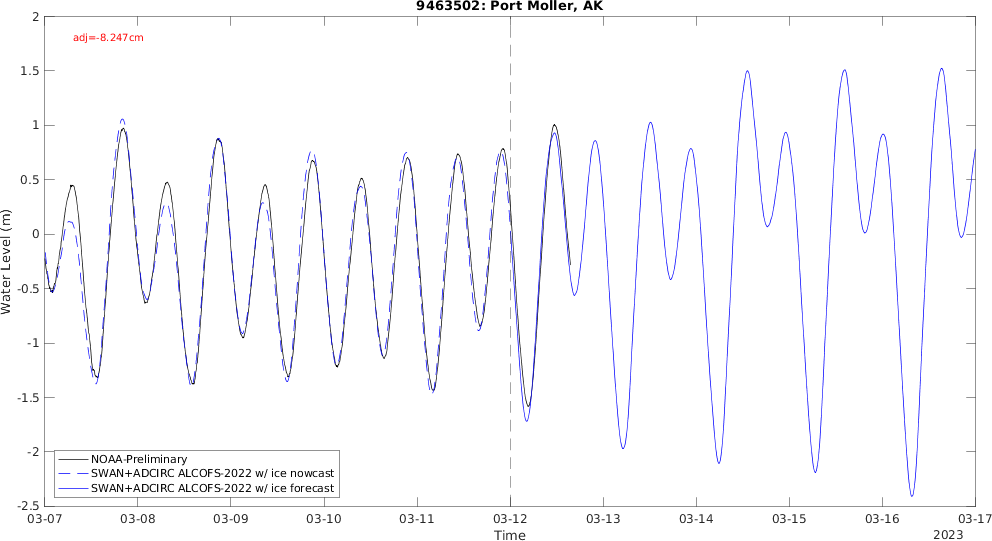 9463502: Port Moller, AK
adj=-8.247cm
Water Level (m)
2
1.5
1
0.5
0
-0.5
-1
-1.5
-2
-2.5
NOAA-Preliminary
SWAN+ADCIRC ALCOFS-2022 w/ ice nowcast
SWAN+ADCIRC ALCOFS-2022 w/ ice forecast
03-07 03-08 03-09 03-10 03-11 03-12 03-13 03-14 03-15 03-16 03-17
Time
2023